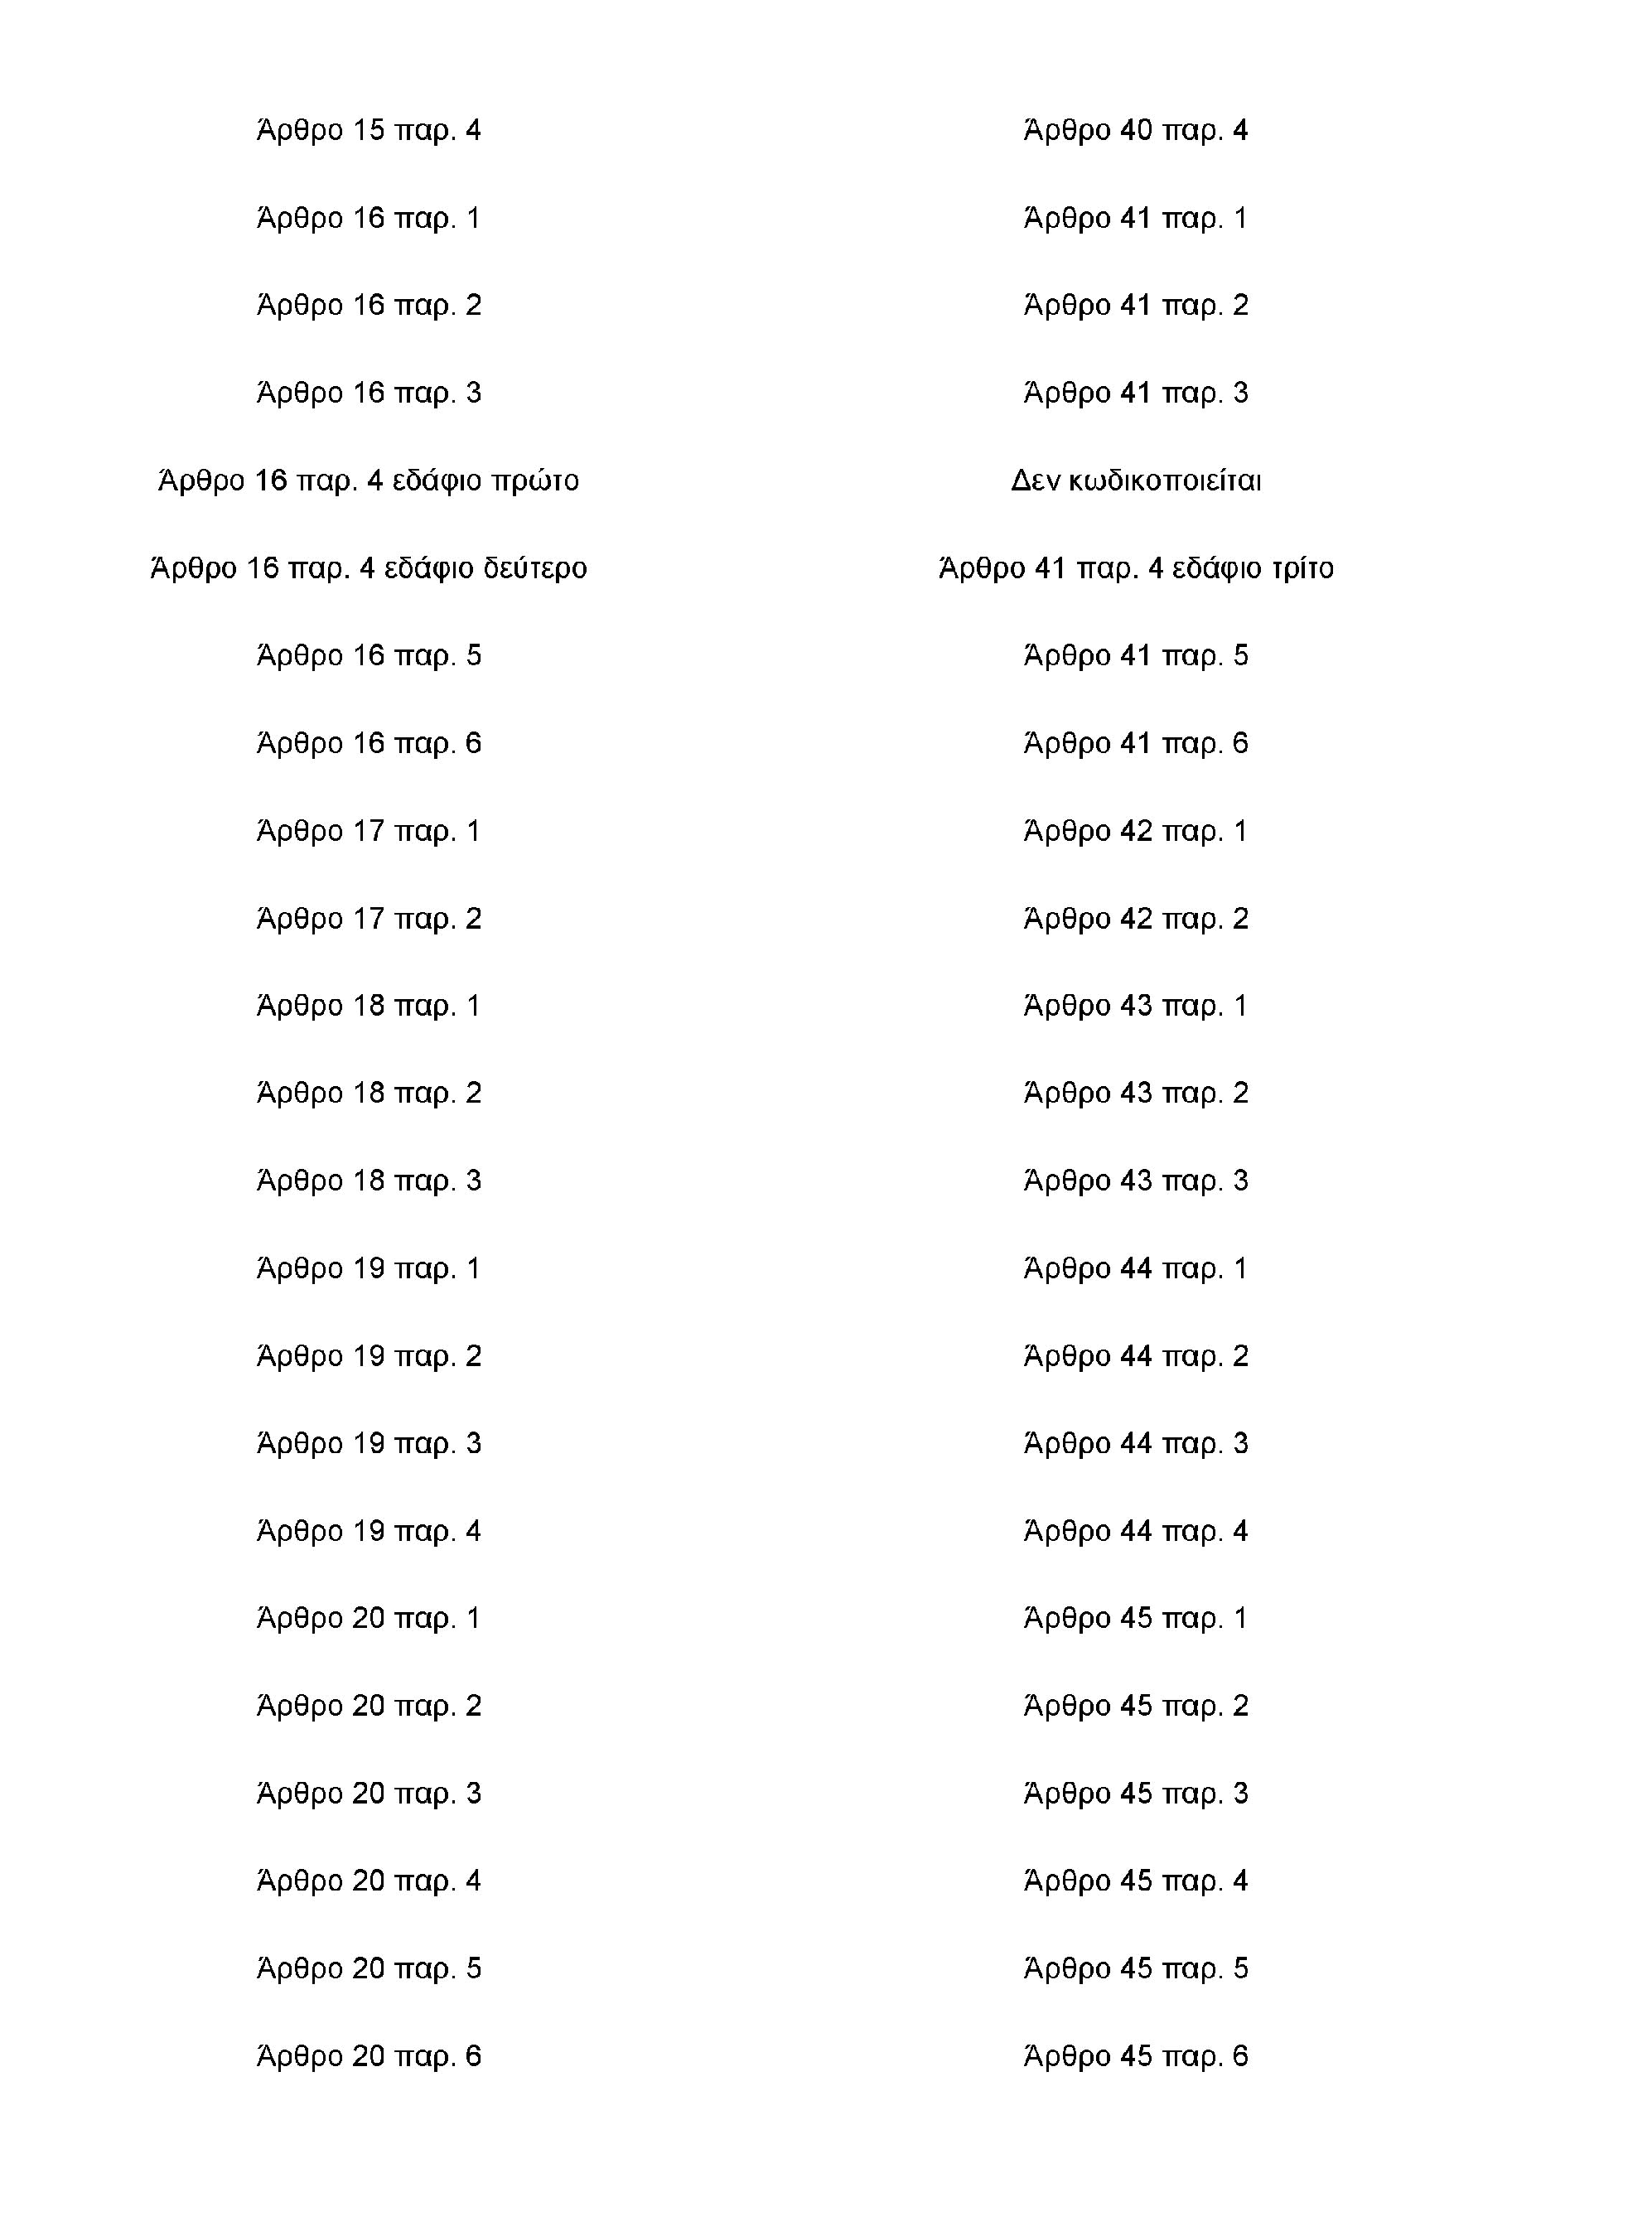 Άρθρο 15 παρ. 4 Άρθρο 40 παρ. 4
Άρθρο 16 παρ. 1 Άρθρο 41 παρ. 1
Άρθρο 16 παρ. 2 Άρθρο 41 παρ. 2
Άρθρο 16 παρ. 3 Άρθρο 41 παρ. 3
Άρθρο 16 παρ. 4 εδάφιο πρώτο Δεν κωδικοποιείται
Άρθρο 16 παρ. 4 εδάφιο δεύτερο Άρθρο 41 παρ. 4 εδάφιο τρίτο
Άρθρο 16 παρ. 5 Άρθρο 41 παρ. 5
Άρθρο 16 παρ. 6 Άρθρο 41 παρ. 6
Άρθρο 17 παρ. 1 Άρθρο 42 παρ. 1
Άρθρο 17 παρ. 2 Άρθρο 42 παρ. 2
Άρθρο 18 παρ. 1 Άρθρο 43 παρ. 1
Άρθρο 18 παρ. 2 Άρθρο 43 παρ. 2
Άρθρο 18 παρ. 3 Άρθρο 43 παρ. 3
Άρθρο 19 παρ. 1 Άρθρο 44 παρ. 1
Άρθρο 19 παρ. 2 Άρθρο 44 παρ. 2
Άρθρο 19 παρ. 3 Άρθρο 44 παρ. 3
Άρθρο 19 παρ. 4 Άρθρο 44 παρ. 4
Άρθρο 20 παρ. 1 Άρθρο 45 παρ. 1
Άρθρο 20 παρ. 2 Άρθρο 45 παρ. 2
Άρθρο 20 παρ. 3 Άρθρο 45 παρ. 3
Άρθρο 20 παρ. 4 Άρθρο 45 παρ. 4
Άρθρο 20 παρ. 5 Άρθρο 45 παρ. 5
Άρθρο 20 παρ. 6 Άρθρο 45 παρ. 6